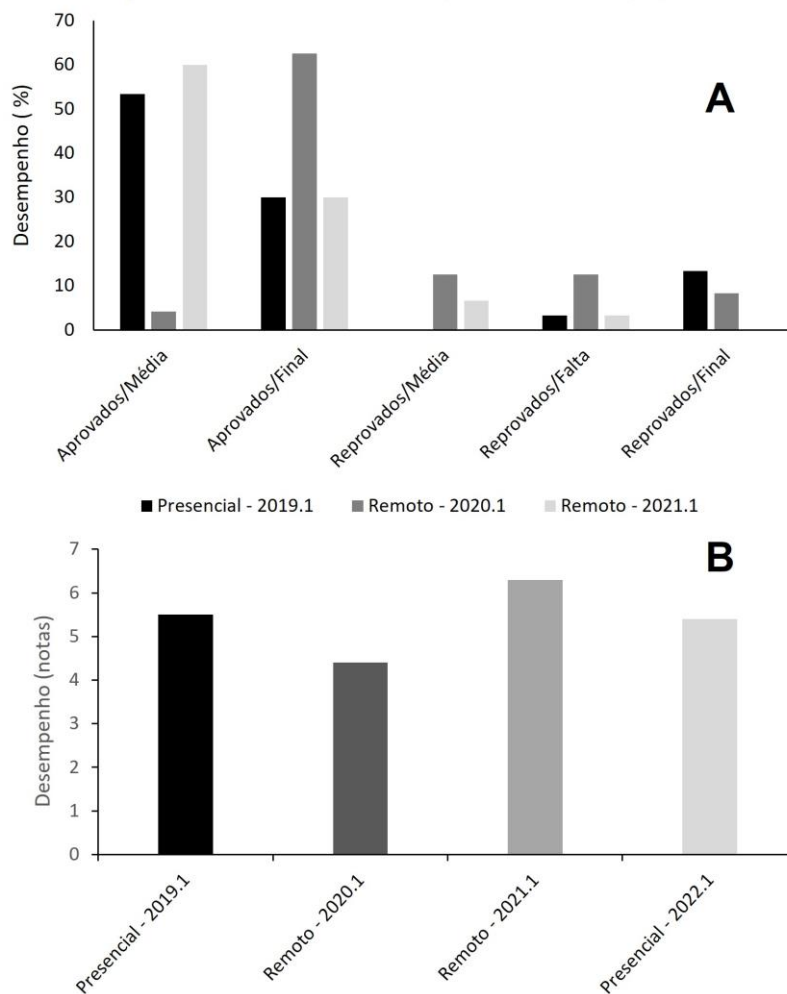 70
60
50
40
30
20
10
0
Desempenho ( %)
A
Aprovados/Média
Aprovados/Final
Reprovados/Média
Reprovados/Falta
Reprovados/Final
Presencial - 2019.1 Remoto - 2020.1 Remoto - 2021.1
B
7
6
5
4
3
2
1
0
Desempenho (notas)
Presencial - 2019.1
Remoto - 2020.1
Remoto - 2021.1
Presencial - 2022.1